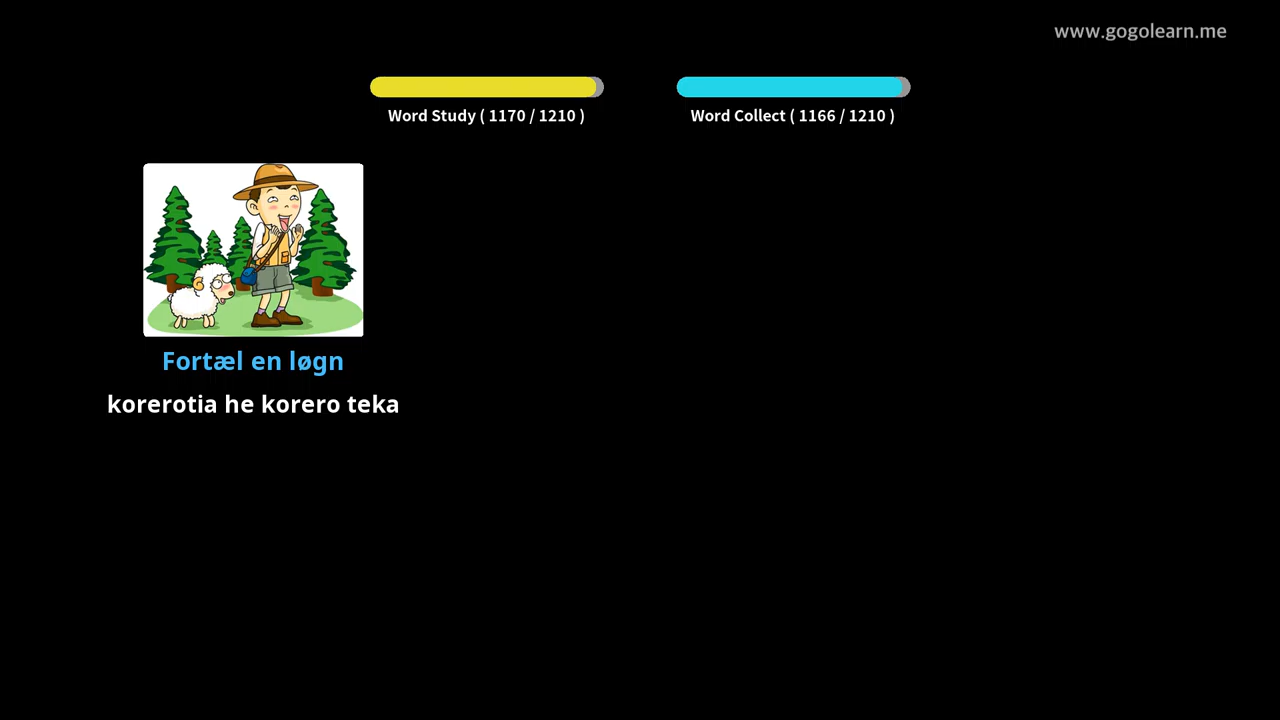 www.gogolearn.me
Word Study ( 1170 / 1210 )
Word Collect ( 1166 / 1210 )
Fortæl en løgn
korerotia he korero teka